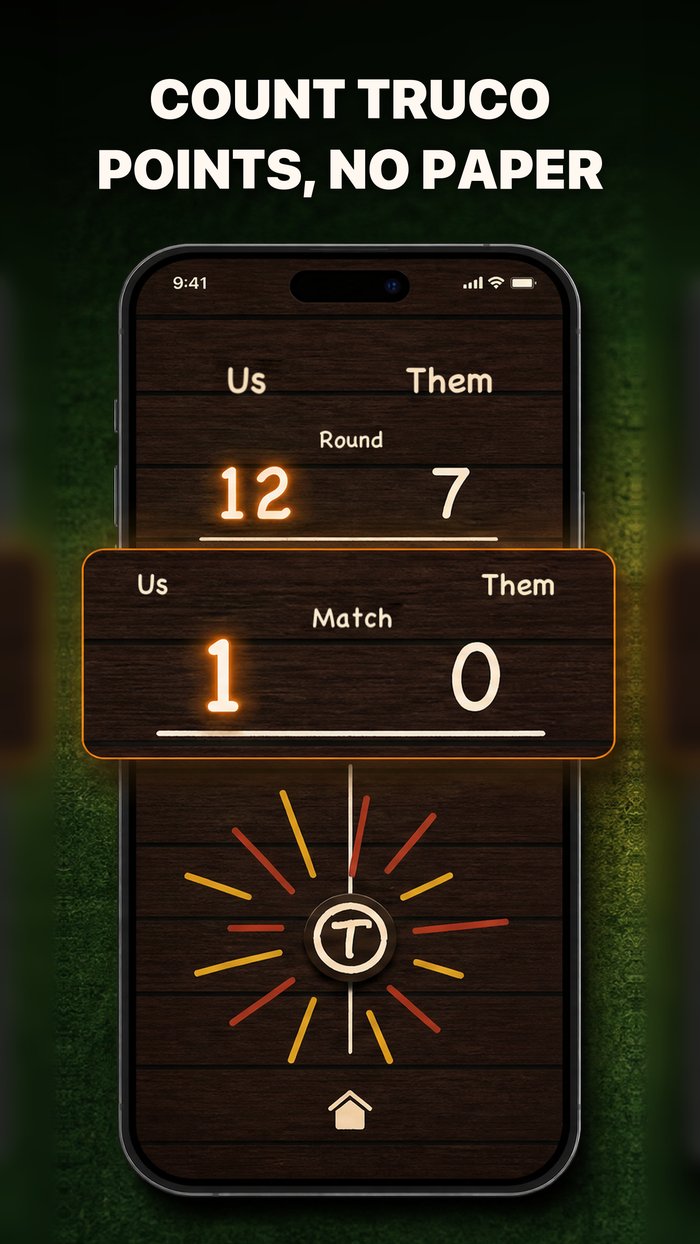 COUNT TRUCO
POINTS, NO PAPER
9:41
Us Them
Round
12 7
Us Them
Match
1 0
T